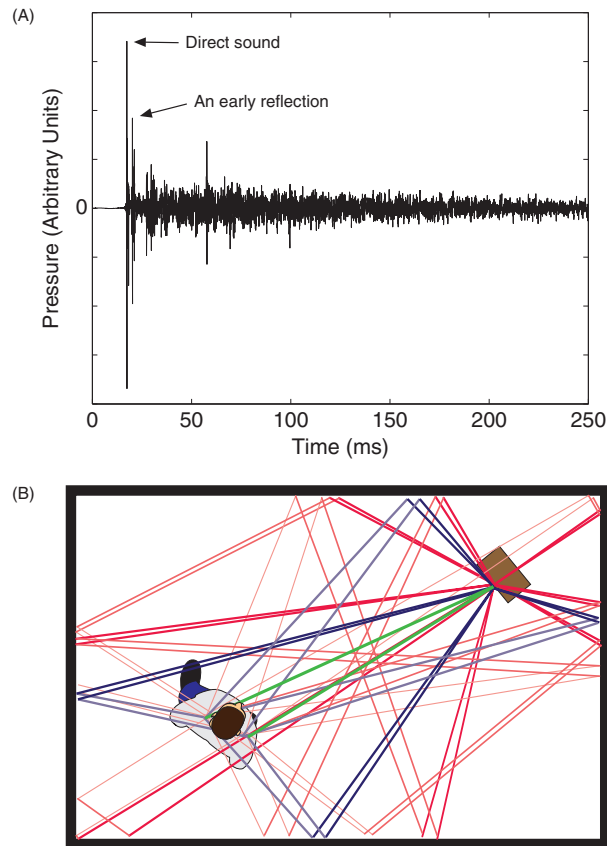 (A)
Direct sound
An early reflection
Pressure (Arbitrary Units)
0
0 50 100 150 200 250
Time (ms)
(B)